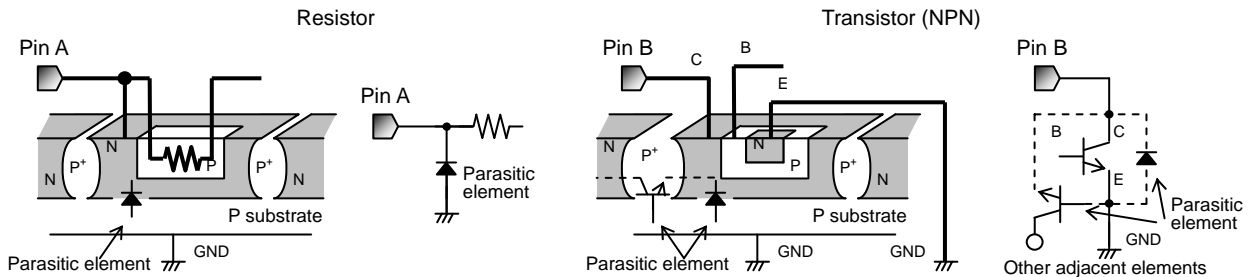 Resistor
Transistor (NPN)
Pin A
Pin A
N
N
P+
P
P+
N
P substrate
Parasitic element
GND
Parasitic
element
Pin B
C
B
E
P+
N
N
P
P+
N
P substrate
Parasitic element
GND
GND
Pin B
B
C
E
Parasitic
element
GND
Other adjacent elements